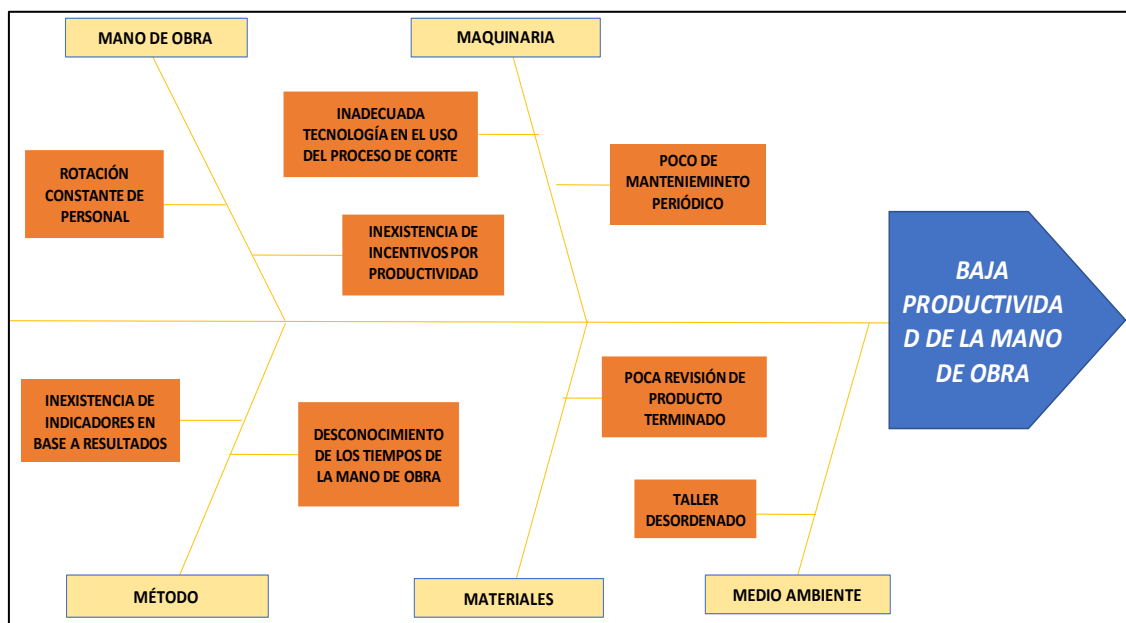 MANO DE OBRA
MAQUINARIA
INADECUADA
TECNOLOGÍA EN EL USO
DEL PROCESO DE CORTE
POCO DE
MANTENIEMINETO
PERIÓDICO
ROTACIÓN
CONSTANTE DE
PERSONAL
INEXISTENCIA DE
INCENTIVOS POR
PRODUCTIVIDAD
BAJA
PRODUCTIVIDA
D DE LA MANO
DE OBRA
INEXISTENCIA DE
INDICADORES EN
BASE A RESULTADOS
DESCONOCIMIENTO
DE LOS TIEMPOS DE
LA MANO DE OBRA
POCA REVISIÓN DE
PRODUCTO
TERMINADO
TALLER
DESORDENADO
MÉTODO
MATERIALES
MEDIO AMBIENTE